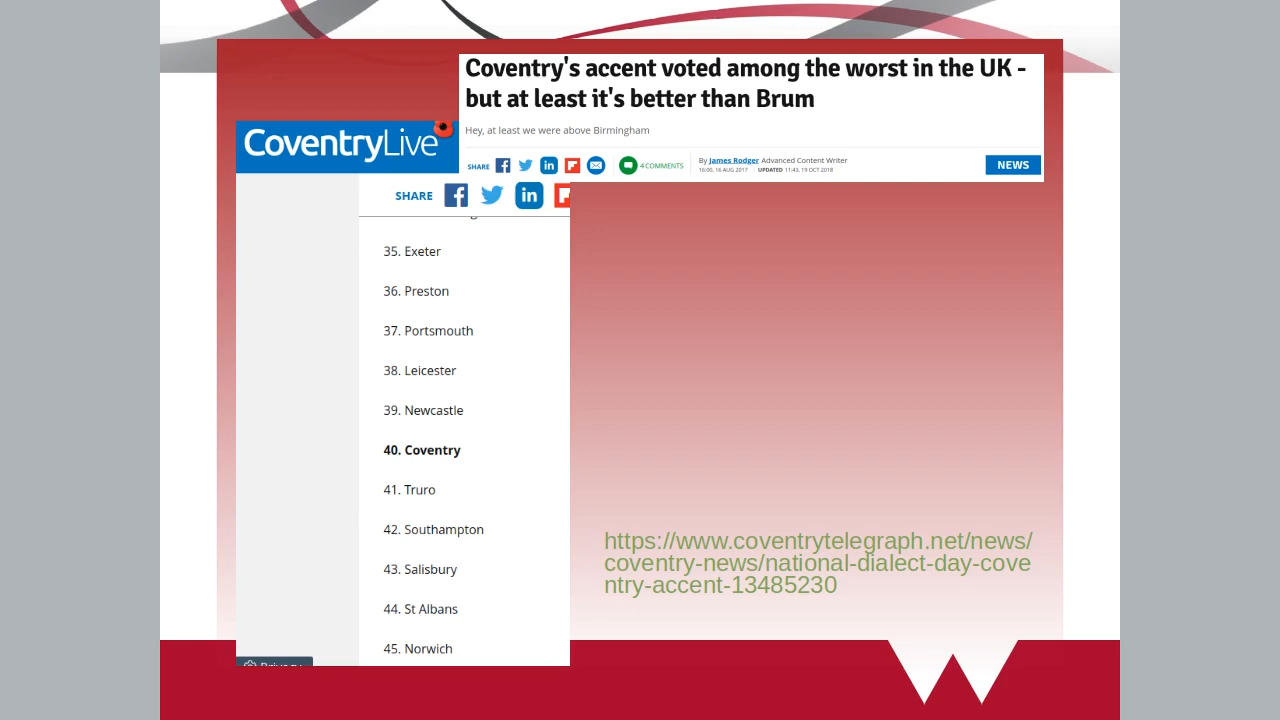 Coventry's accent voted among the worst in the UK -
but at least it's better than Brum
Hey, at least we were above Birmingham
CoventryLive
SHARE
4 COMMENTS
By James Rodger Advanced Content Writer
16:00, 16 AUG 2017 UPDATED 11:43, 19 OCT 2018
NEWS
SHARE
35. Exeter
36. Preston
37. Portsmouth
38. Leicester
39. Newcastle
40. Coventry
41. Truro
42. Southampton
43. Salisbury
44. St Albans
45. Norwich
https://www.coventrytelegraph.net/news/
coventry-news/national-dialect-day-cove
ntry-accent-13485230
Privacy